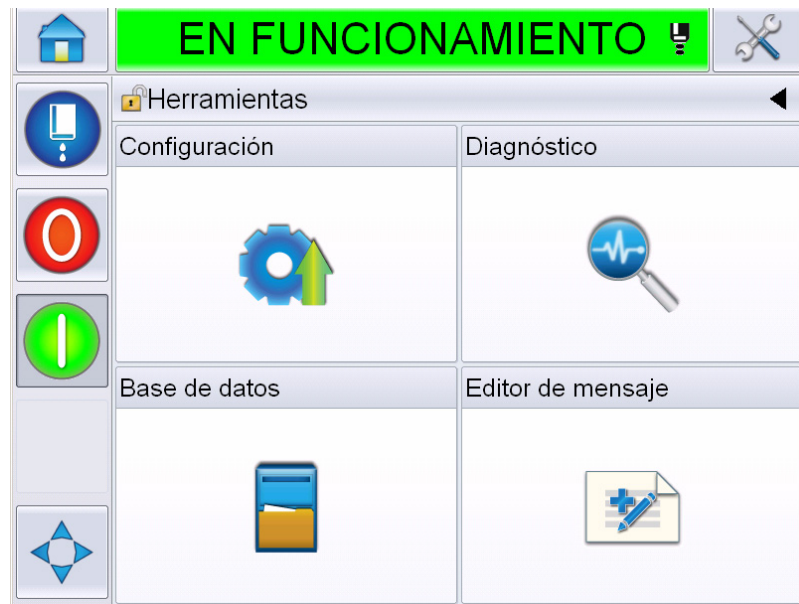 EN FUNCIONAMIENTO
Herramientas
Configuración
Diagnóstico
Base de datos
Editor de mensaje